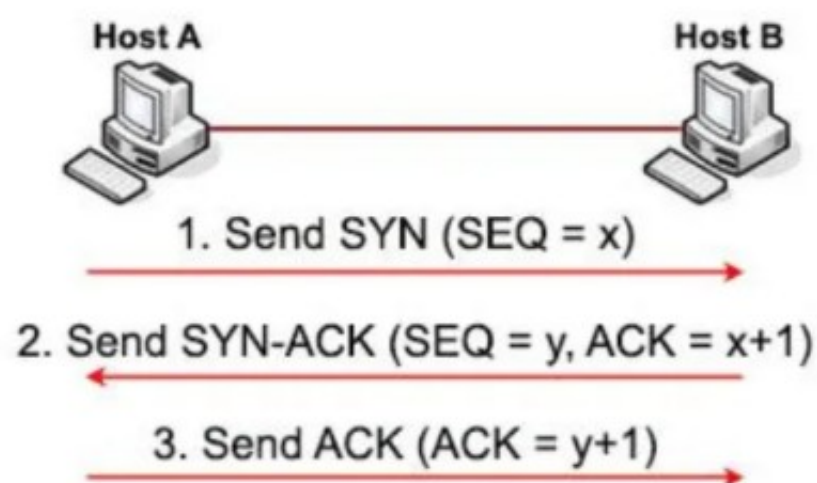 Host A
Host B
1. Send SYN (SEQ = x)
2. Send SYN-ACK (SEQ = y, ACK = x+1)
3. Send ACK (ACK = y+1)